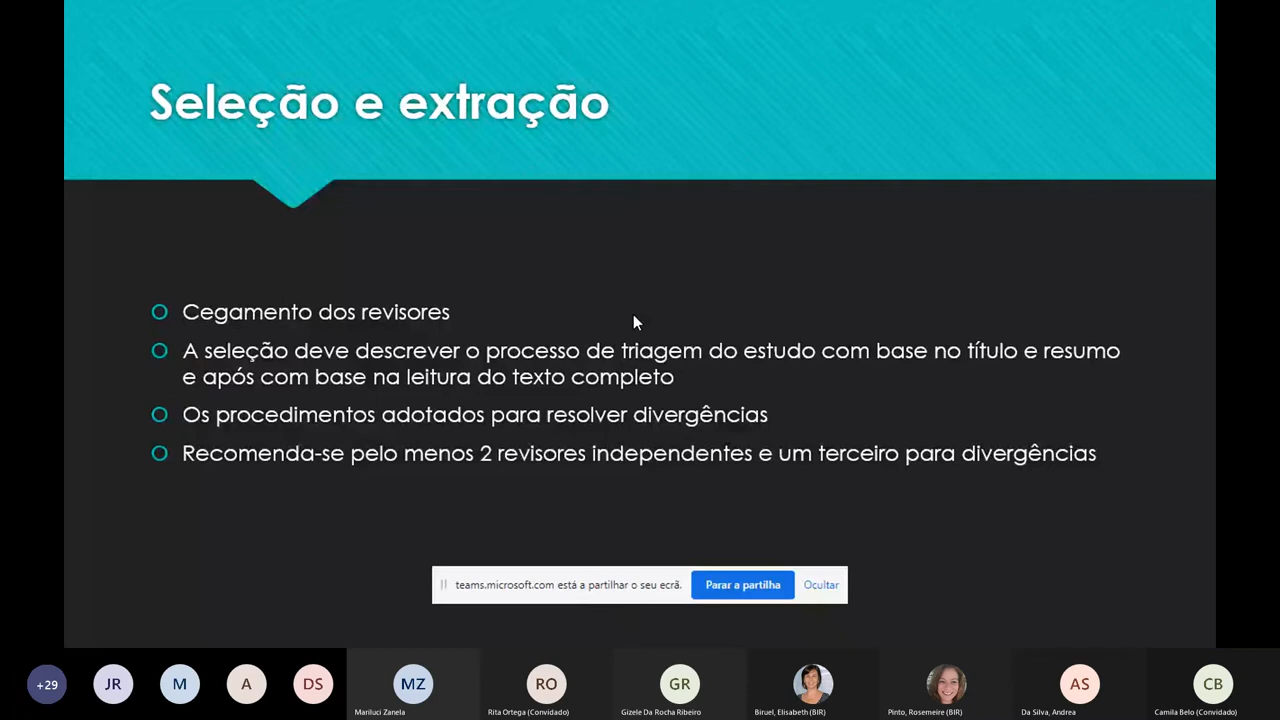 Seleção e extração
Cegamento dos revisores
A seleção deve descrever o processo de triagem do estudo com base no título e resumo
e após com base na leitura do texto completo
Os procedimentos adotados para resolver divergências
Recomenda-se pelo menos 2 revisores independentes e um terceiro para divergências
teams.microsoft.com está a partilhar o seu ecrã. Parar a partilha Ocultar
+29 JR M A DS MZ RO GR AS CB
Mariluci Zanela Rita Ortega (Convidado) Gizele Da Rocha Ribeiro Biruel, Elisabeth (BIR) Pinto, Rosemeire (BIR) Da Silva, Andrea Camila Belo (Convidado)